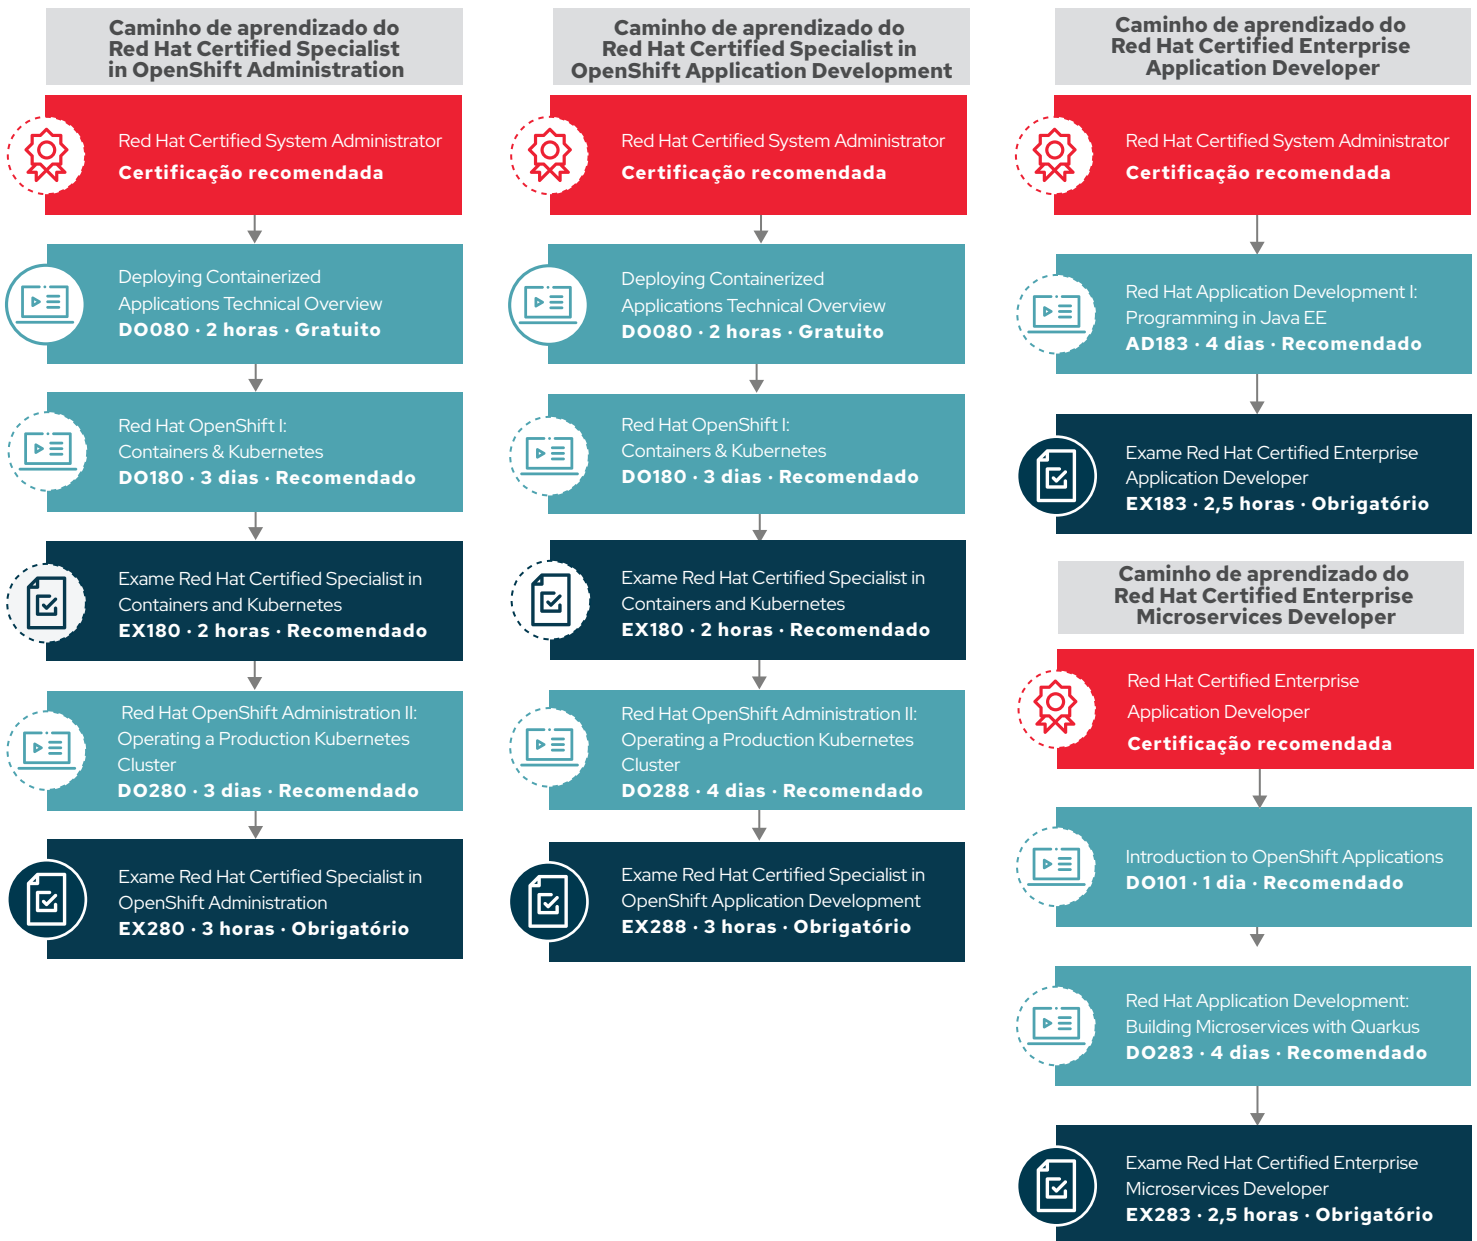 Caminho de aprendizado do
Red Hat Certified Specialist
in OpenShift Administration
Red Hat Certified System Administrator
Certificação recomendada
Deploying Containerized
Applications Technical Overview
DO080 · 2 horas · Gratuito
Red Hat OpenShift I:
Containers & Kubernetes
DO180 · 3 dias · Recomendado
Exame Red Hat Certified Specialist in
Containers and Kubernetes
EX180 · 2 horas · Recomendado
Red Hat OpenShift Administration II:
Operating a Production Kubernetes
Cluster
DO280 · 3 dias · Recomendado
Exame Red Hat Certified Specialist in
OpenShift Administration
EX280 · 3 horas · Obrigatório
Caminho de aprendizado do
Red Hat Certified Specialist in
OpenShift Application Development
Red Hat Certified System Administrator
Certificação recomendada
Deploying Containerized
Applications Technical Overview
DO080 · 2 horas · Gratuito
Red Hat OpenShift I:
Containers & Kubernetes
DO180 · 3 dias · Recomendado
Exame Red Hat Certified Specialist in
Containers and Kubernetes
EX180 · 2 horas · Recomendado
Red Hat OpenShift Administration II:
Operating a Production Kubernetes
Cluster
DO288 · 4 dias · Recomendado
Exame Red Hat Certified Specialist in
OpenShift Application Development
EX288 · 3 horas · Obrigatório
Caminho de aprendizado do
Red Hat Certified Enterprise
Application Developer
Red Hat Certified System Administrator
Certificação recomendada
Red Hat Application Development I:
Programming in Java EE
AD183 · 4 dias · Recomendado
Exame Red Hat Certified Enterprise
Application Developer
EX183 · 2,5 horas · Obrigatório
Caminho de aprendizado do
Red Hat Certified Enterprise
Microservices Developer
Red Hat Certified Enterprise
Application Developer
Certificação recomendada
Introduction to OpenShift Applications
DO101 · 1 dia · Recomendado
Red Hat Application Development:
Building Microservices with Quarkus
DO283 · 4 dias · Recomendado
Exame Red Hat Certified Enterprise
Microservices Developer
EX283 · 2,5 horas · Obrigatório